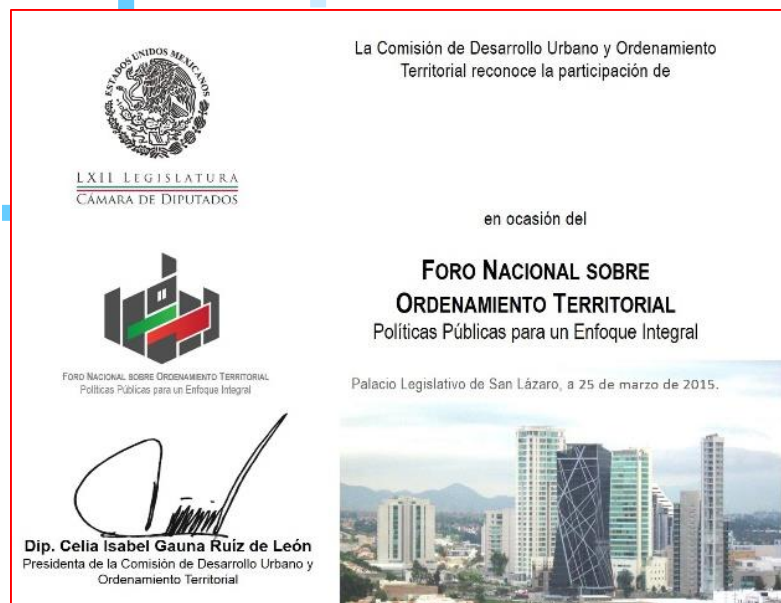 ESTADOS UNIDOS MEXICANOS
LXII LEGISLATURA
CÁMARA DE DIPUTADOS
FORO NACIONAL SOBRE ORDENAMIENTO TERRITORIAL
Políticas Públicas para un Enfoque Integral
Dip. Celia Isabel Gauna Ruíz de León
Presidenta de la Comisión de Desarrollo Urbano y
Ordenamiento Territorial
La Comisión de Desarrollo Urbano y Ordenamiento
Territorial reconoce la participación de
en ocasión del
FORO NACIONAL SOBRE
ORDENAMIENTO TERRITORIAL
Políticas Públicas para un Enfoque Integral
Palacio Legislativo de San Lázaro, a 25 de marzo de 2015.